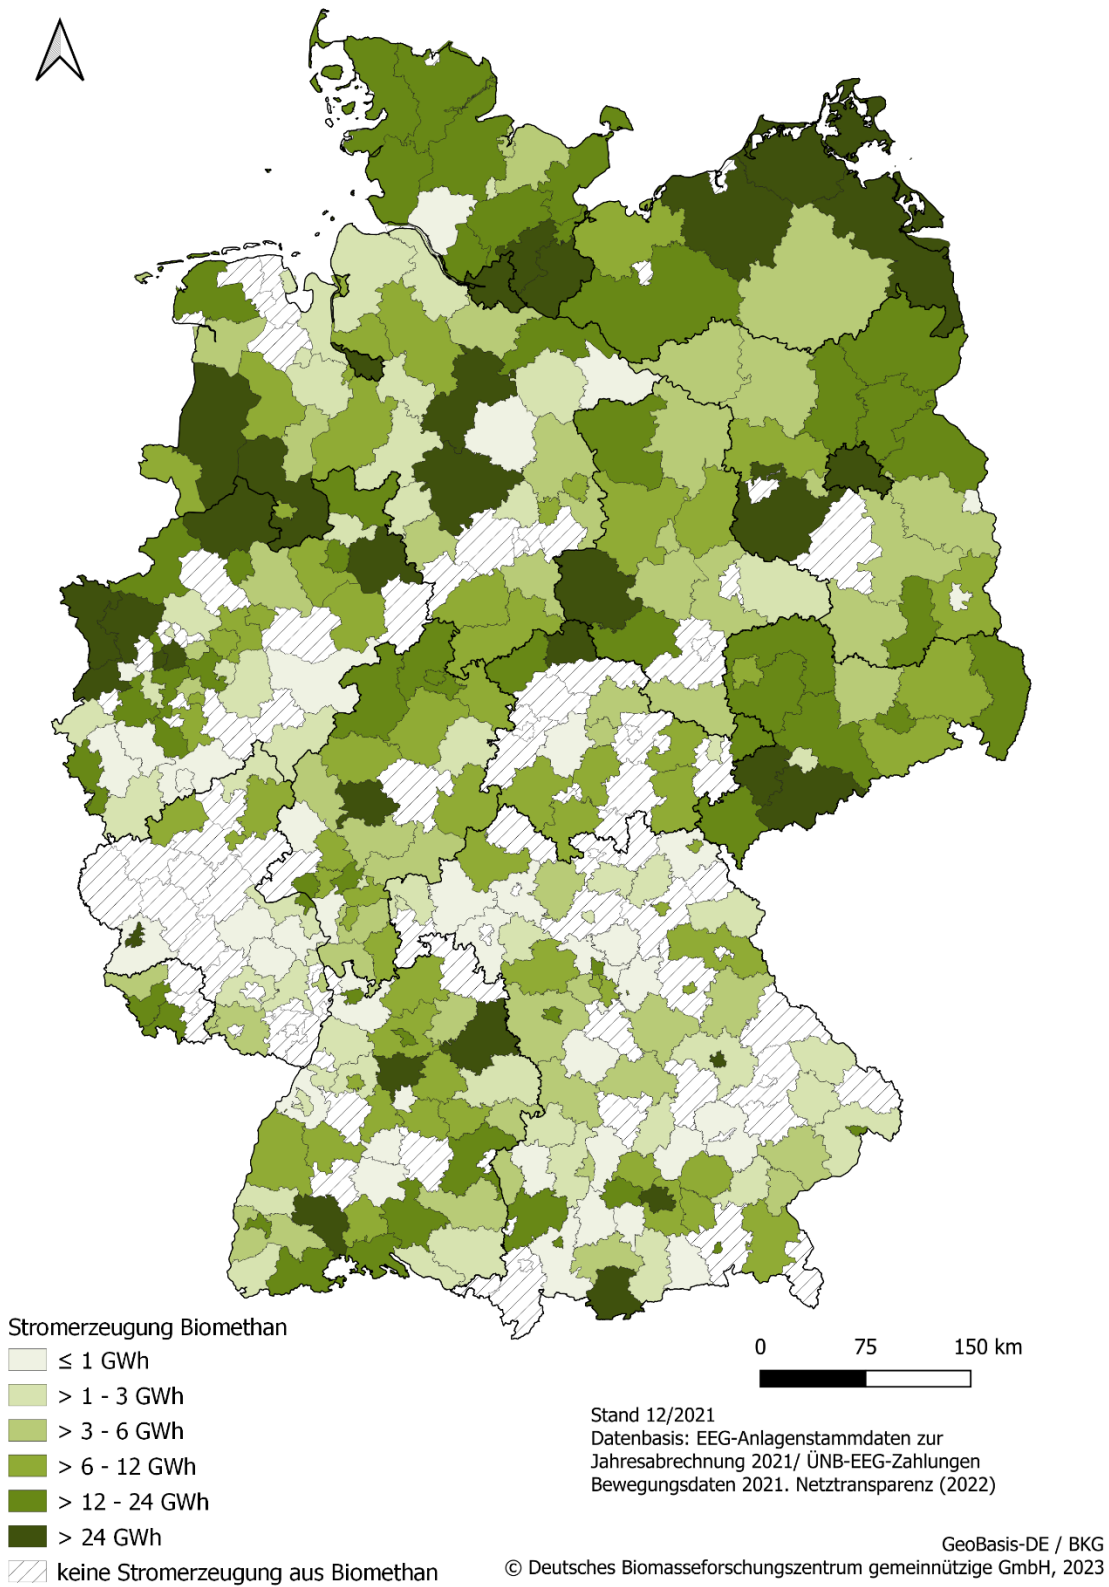 Stromerzeugung Biomethan
≤ 1 GWh
> 1 - 3 GWh
> 3 - 6 GWh
> 6 - 12 GWh
> 12 - 24 GWh
> 24 GWh
keine Stromerzeugung aus Biomethan
0 75 150 km
Stand 12/2021
Datenbasis: EEG-Anlagenstammdaten zur
Jahresabrechnung 2021/ ÜNB-EEG-Zahlungen
Bewegungsdaten 2021. Netztransparenz (2022)
GeoBasis-DE / BKG
© Deutsches Biomasseforschungszentrum gemeinnützige GmbH, 2023